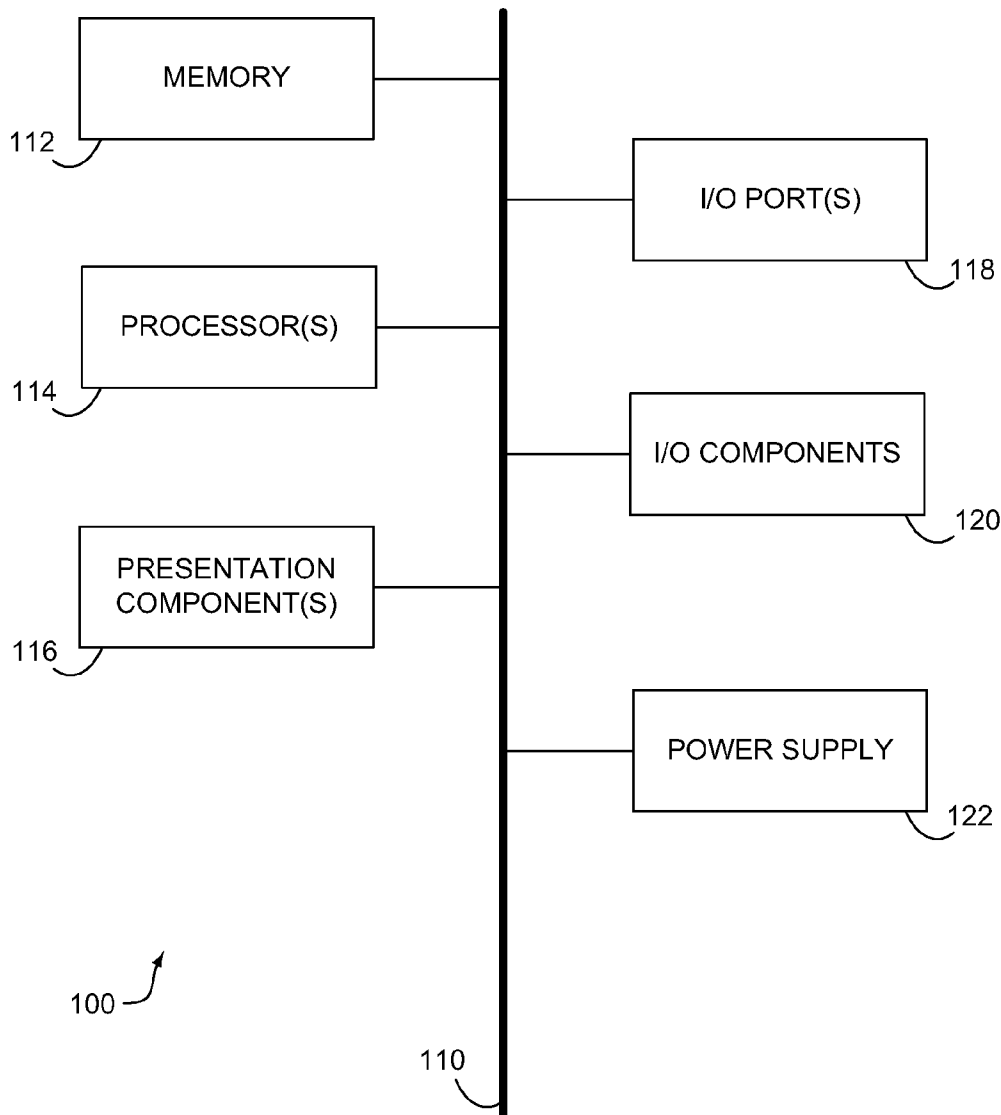 MEMORY
112
I/O PORT(S)
118
PROCESSOR(S)
114
I/O COMPONENTS
120
PRESENTATION
COMPONENT(S)
116
POWER SUPPLY
122
100
110